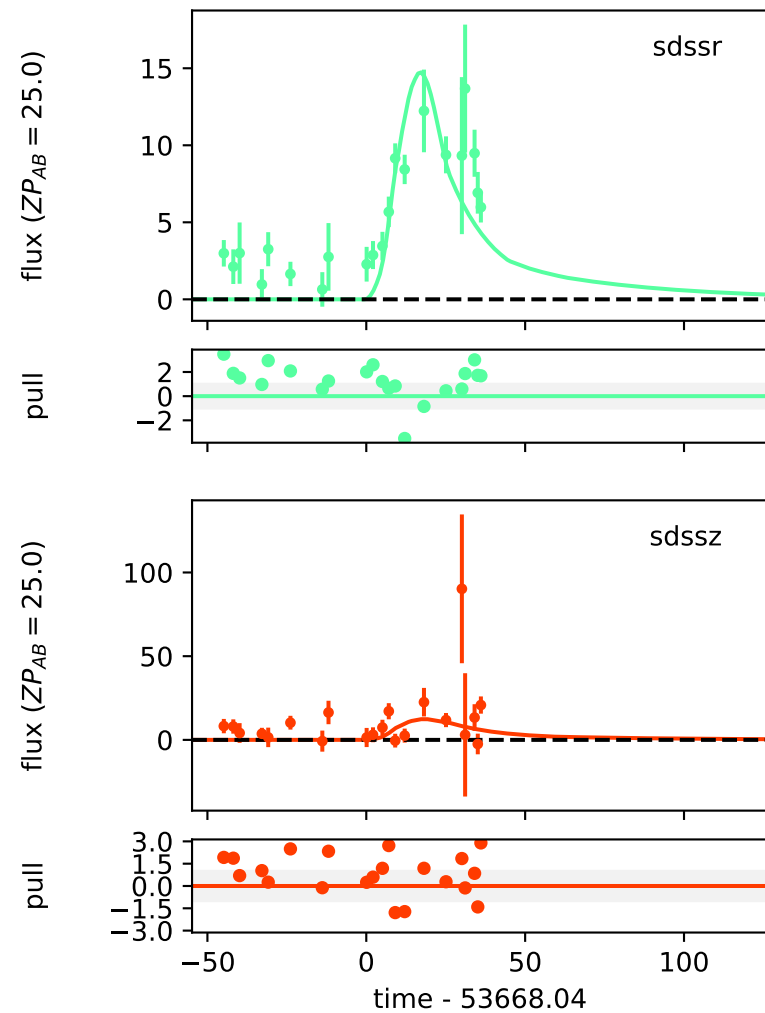 sdssr
flux (ZP_AB = 25.0)
15
10
5
0
pull
2
0
−2
sdssz
flux (ZP_AB = 25.0)
100
50
0
pull
3.0
1.5
0.0
−1.5
−3.0
−50 0 50 100
time - 53668.04